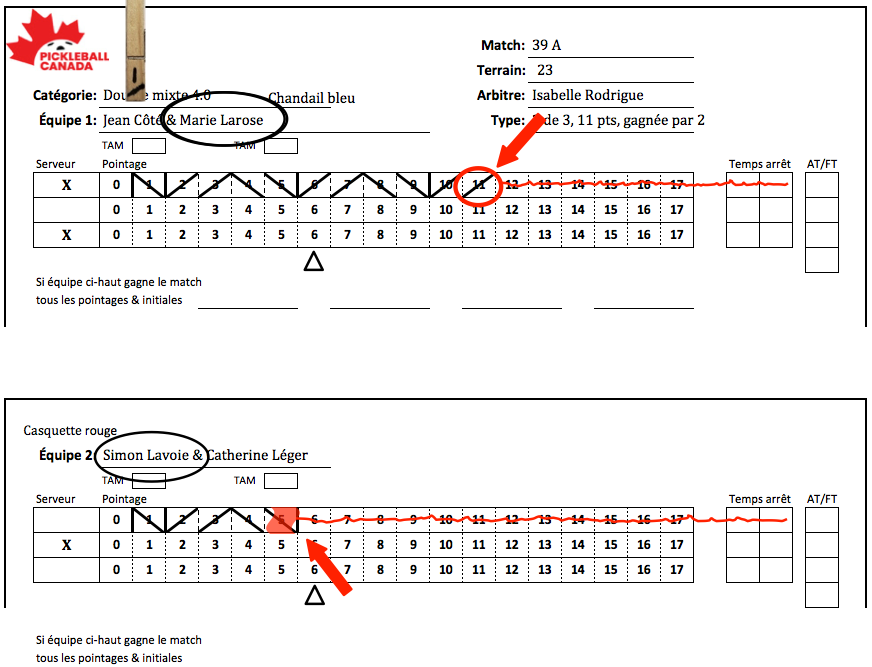 PICKLEBALL
CANADA
Match: 39 A
Terrain: 23
Catégorie: mixte 4.0 Chandail bleu
Arbitre: Isabelle Rodrigue
Équipe 1: Jean Côté & Marie Larose
Type: de 3, 11 pts, gagnée par 2
TAM TAM
Serveur Pointage Temps arrêt AT/FT
X 0 1 2 3 4 5 6 7 8 9 10 11 12 13 14 15 16 17
0 1 2 3 4 5 6 7 8 9 10 11 12 13 14 15 16 17
X 0 1 2 3 4 5 6 7 8 9 10 11 12 13 14 15 16 17
Si équipe ci-haut gagne le match
tous les pointages & initiales
Casquette rouge
Équipe 2 Simon Lavoie & Catherine Léger
TAM TAM
Serveur Pointage Temps arrêt AT/FT
0 1 2 3 4 5 6 7 8 9 10 11 12 13 14 15 16 17
X 0 1 2 3 4 5 6 7 8 9 10 11 12 13 14 15 16 17
0 1 2 3 4 5 6 7 8 9 10 11 12 13 14 15 16 17
Si équipe ci-haut gagne le match
tous les pointages & initiales